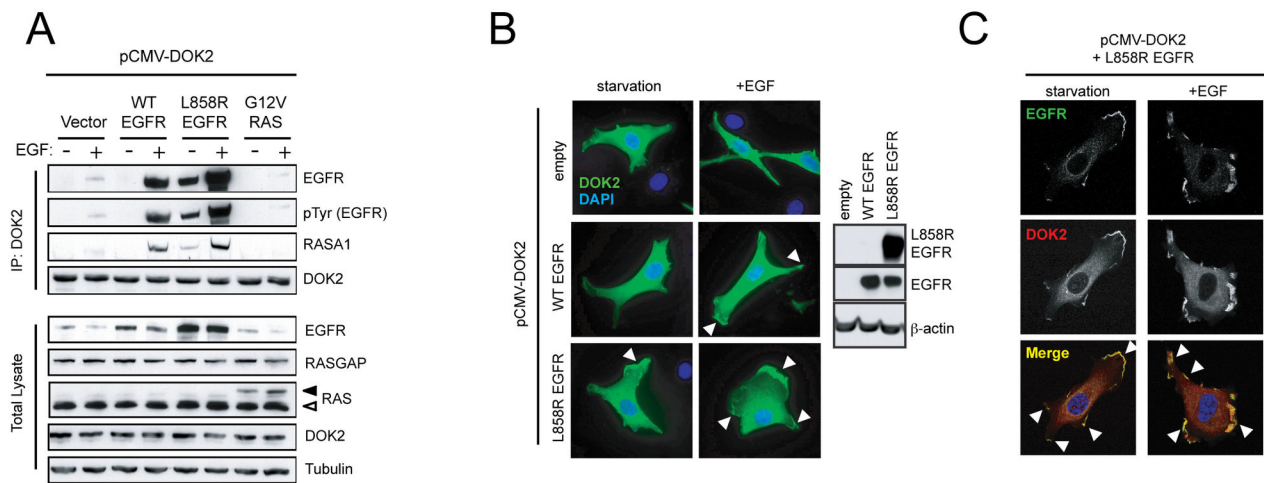 A
pCMV-DOK2
Vector
WT
EGFR
L858R
EGFR
G12V
RAS
EGF: - + - + - + - +
IP: DOK2
EGFR
pTyr (EGFR)
RASA1
DOK2
Total Lysate
EGFR
RASGAP
RAS
DOK2
Tubulin
B
starvation +EGF
pCMV-DOK2
empty
DOK2
DAPI
WT EGFR
L858R EGFR
empty
WT EGFR
L858R EGFR
L858R
EGFR
EGFR
β-actin
C
pCMV-DOK2
+ L858R EGFR
starvation +EGF
EGFR
DOK2
Merge